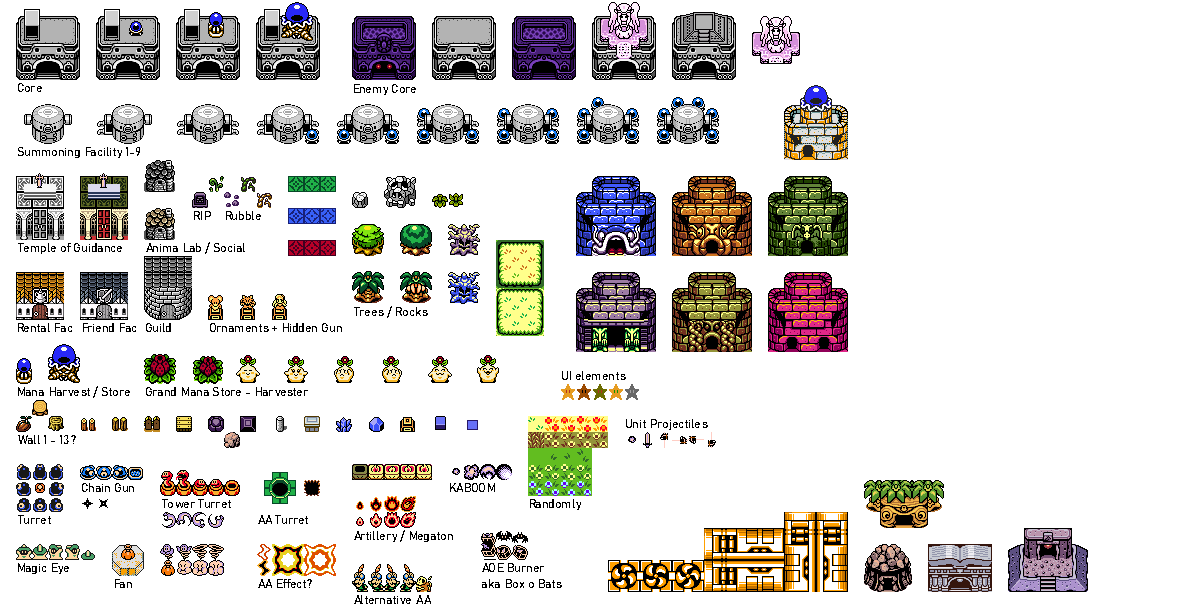 Core
Enemy Core
Summoning Facility 1-9
RIP
Rubble
Temple of Guidance
Anima Lab / Social
Rental Fac
Friend Fac
Guild
Ornaments + Hidden Gun
Trees / Rocks
UI elements
Mana Harvest / Store
Grand Mana Store - Harvester
Wall 1 - 13?
Unit Projectiles
Chain Gun
KABOOM
Tower Turret
Randomly
Turret
AA Turret
Artillery / Megaton
Magic Eye
Fan
AA Effect?
AOE Burner
aka Box o Bats
Alternative AA